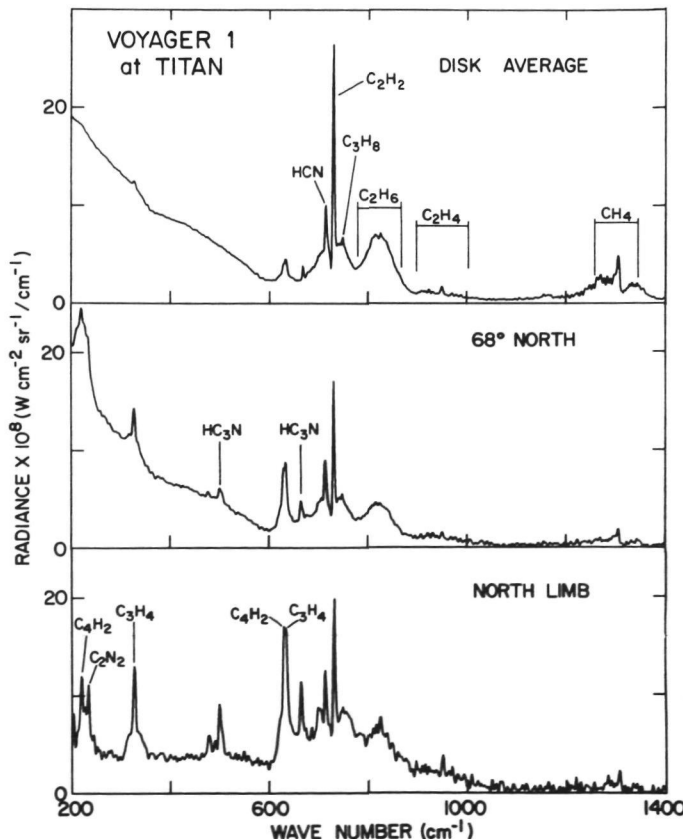 VOYAGER 1
at TITAN
DISK AVERAGE
C₂H₂
C₃H₈
HCN
C₂H₆
C₂H₄
CH₄
20
0
68° NORTH
20
HC₃N
HC₃N
0
RADIANCE X 10⁸ (W cm⁻² sr⁻¹/cm⁻¹)
NORTH LIMB
20
C₄H₂
C₂N₂
C₃H₄
C₄H₂
C₃H₄
0
200
600
1000
1400
WAVE NUMBER (cm⁻¹)